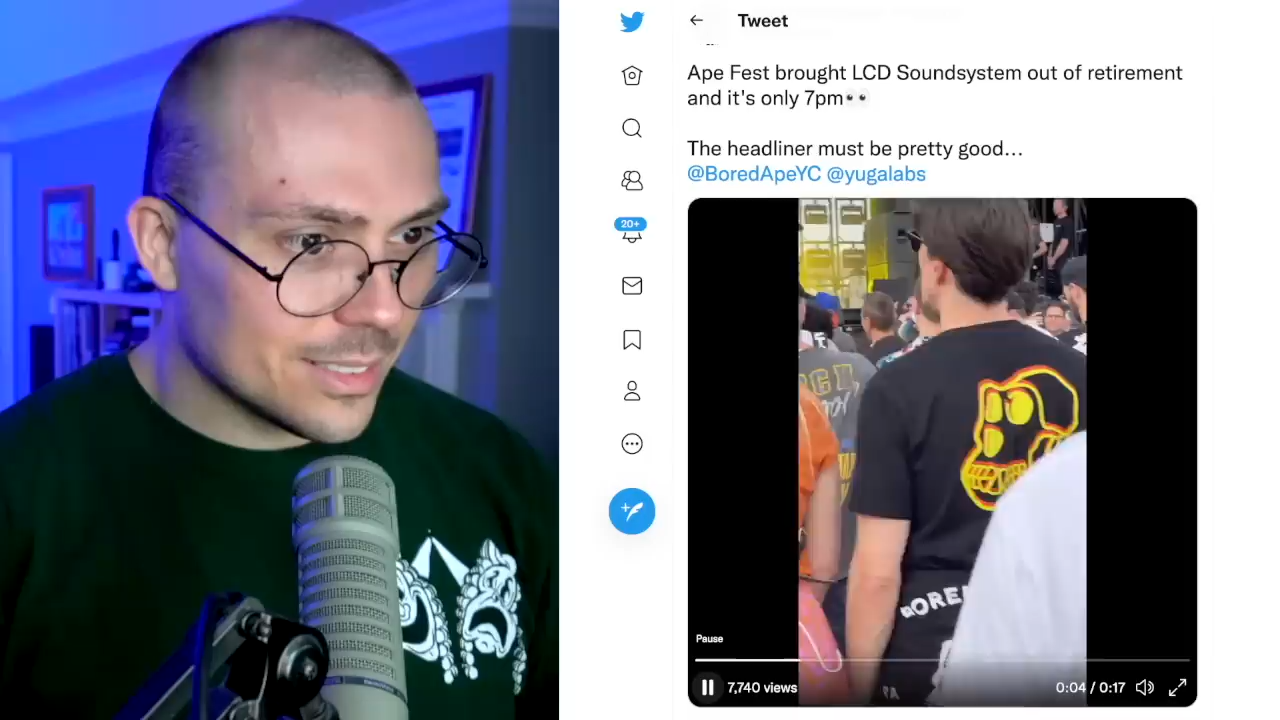 Tweet
Ape Fest brought LCD Soundsystem out of retirement
and it's only 7pm👀
The headliner must be pretty good...
@BoredApeYC @yugalabs
20+
Pause
7,740 views
0:04 / 0:17